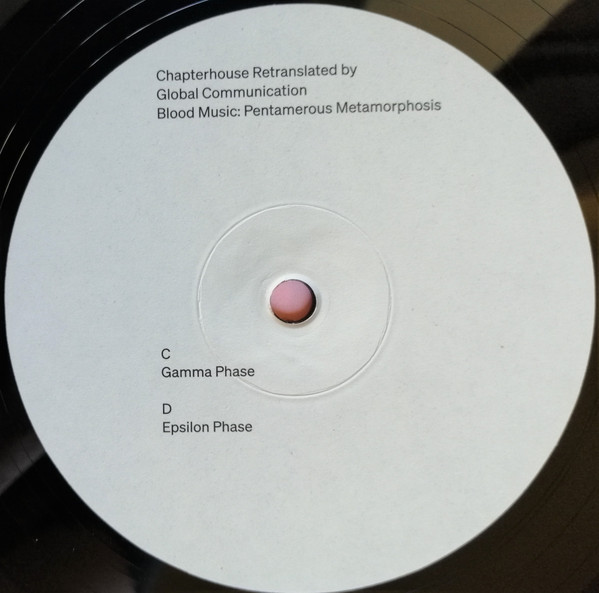 Chapterhouse Retranslated by
Global Communication
Blood Music: Pentamerous Metamorphosis
C
Gamma Phase
D
Epsilon Phase